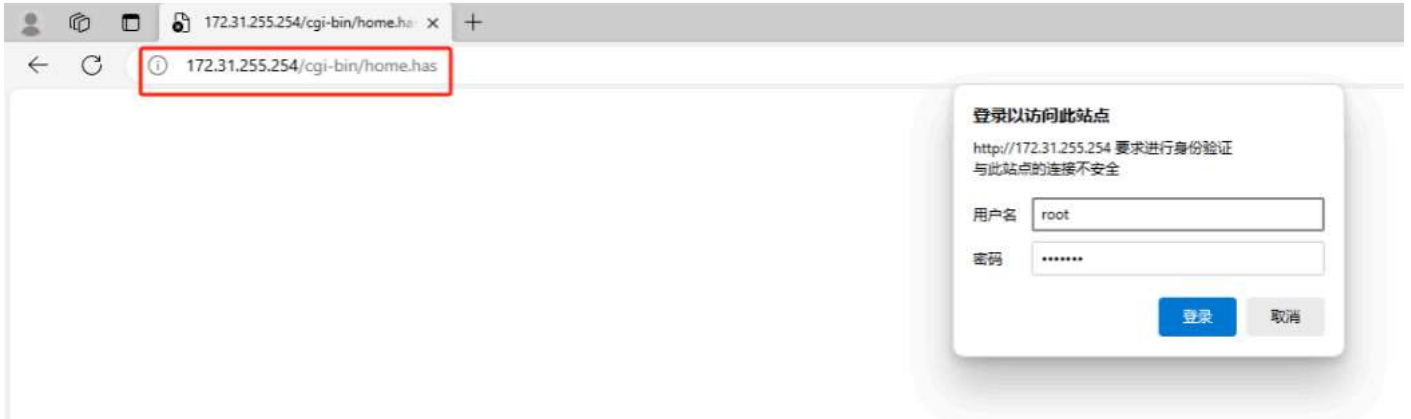 172.31.255.254/cgi-bin/home.ha
172.31.255.254/cgi-bin/home.has
登录以访问此站点
http://172.31.255.254 要求进行身份验证
与此站点的连接不安全
用户名 root
密码 •••••••
登录 取消